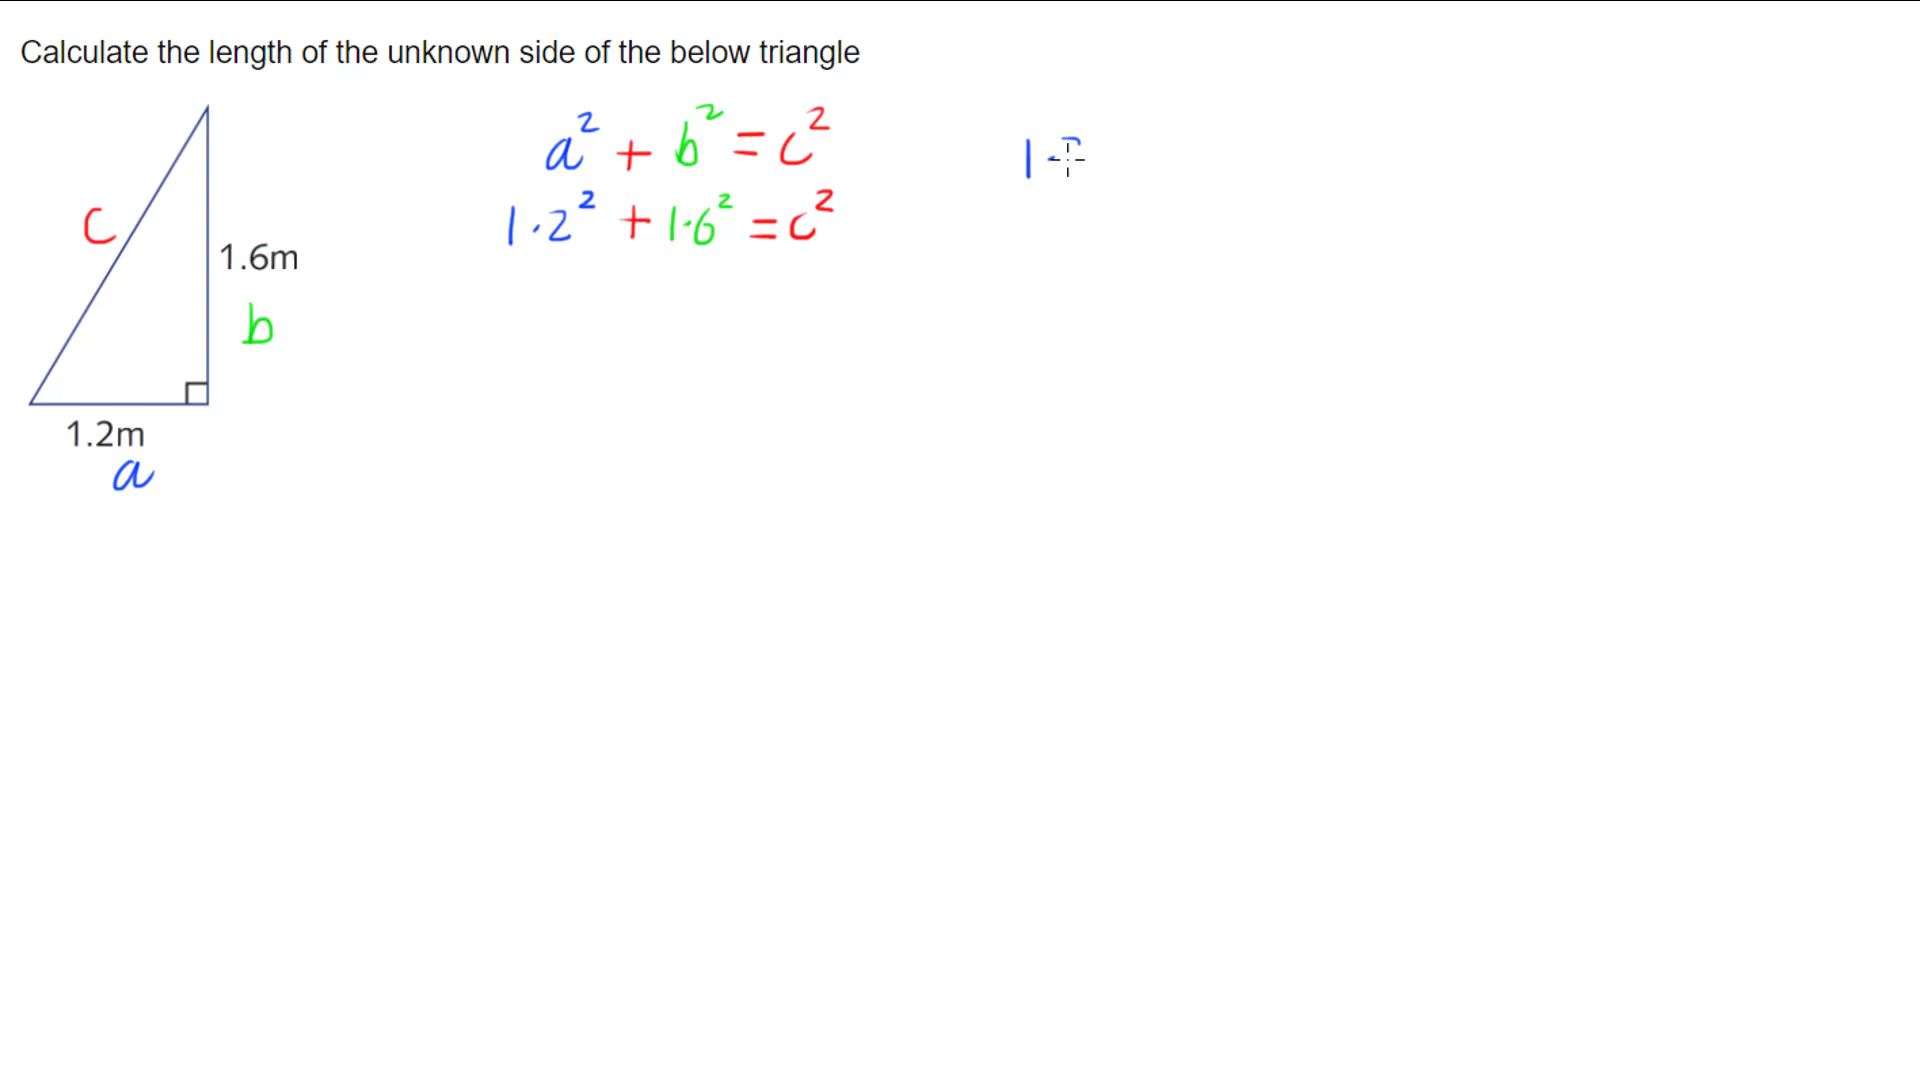 Calculate the length of the unknown side of the below triangle
a² + b² = c²
1·2² + 1·6² = c²
1·
c
1.6m
b
1.2m
a